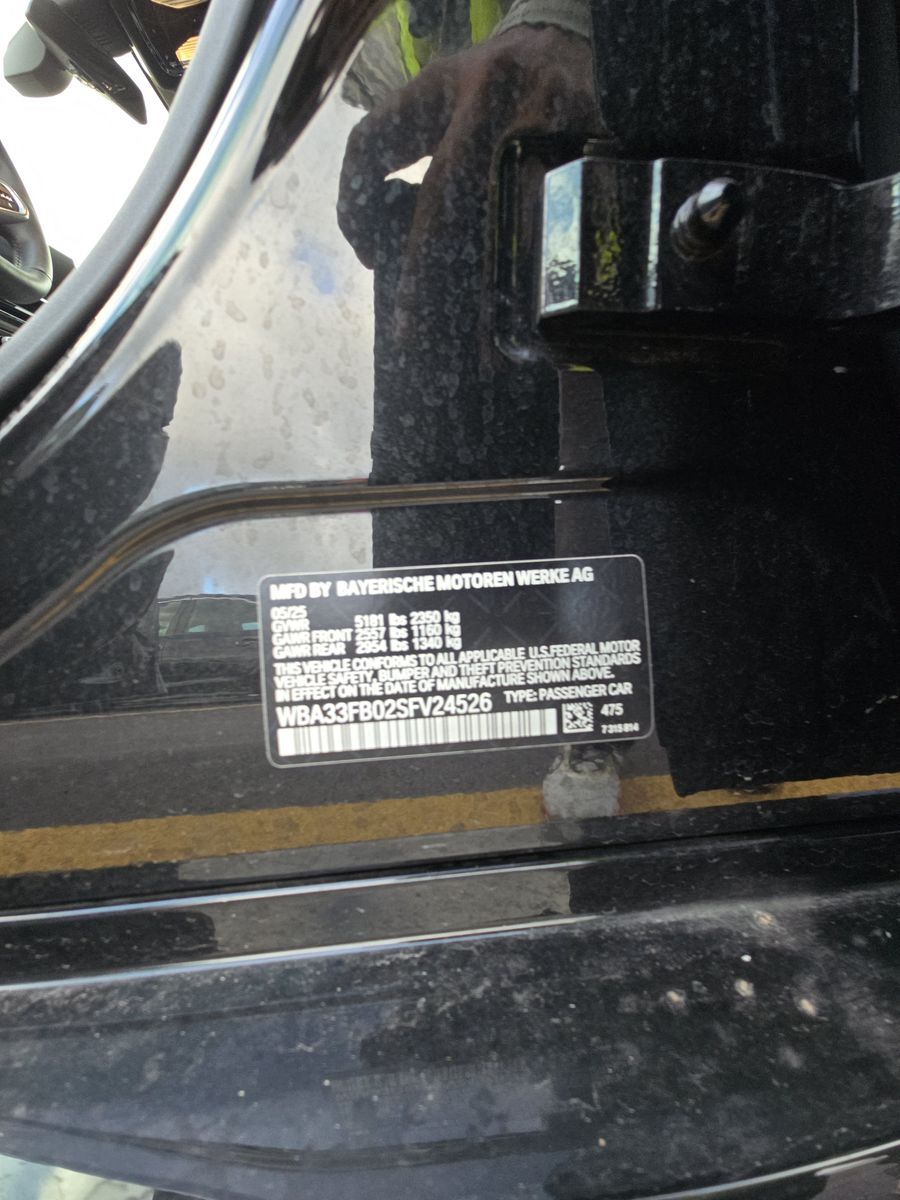 MFD BY BAYERISCHE MOTOREN WERKE AG
05/25
GVWR 5181 lbs 2350 kg
GAWR FRONT 2557 lbs 1160 kg
GAWR REAR 2954 lbs 1340 kg
THIS VEHICLE CONFORMS TO ALL APPLICABLE U.S.FEDERAL MOTOR
VEHICLE SAFETY, BUMPER AND THEFT PREVENTION STANDARDS
IN EFFECT ON THE DATE OF MANUFACTURE SHOWN ABOVE.
WBA33FB02SFV24526 TYPE: PASSENGER CAR
475
7315814